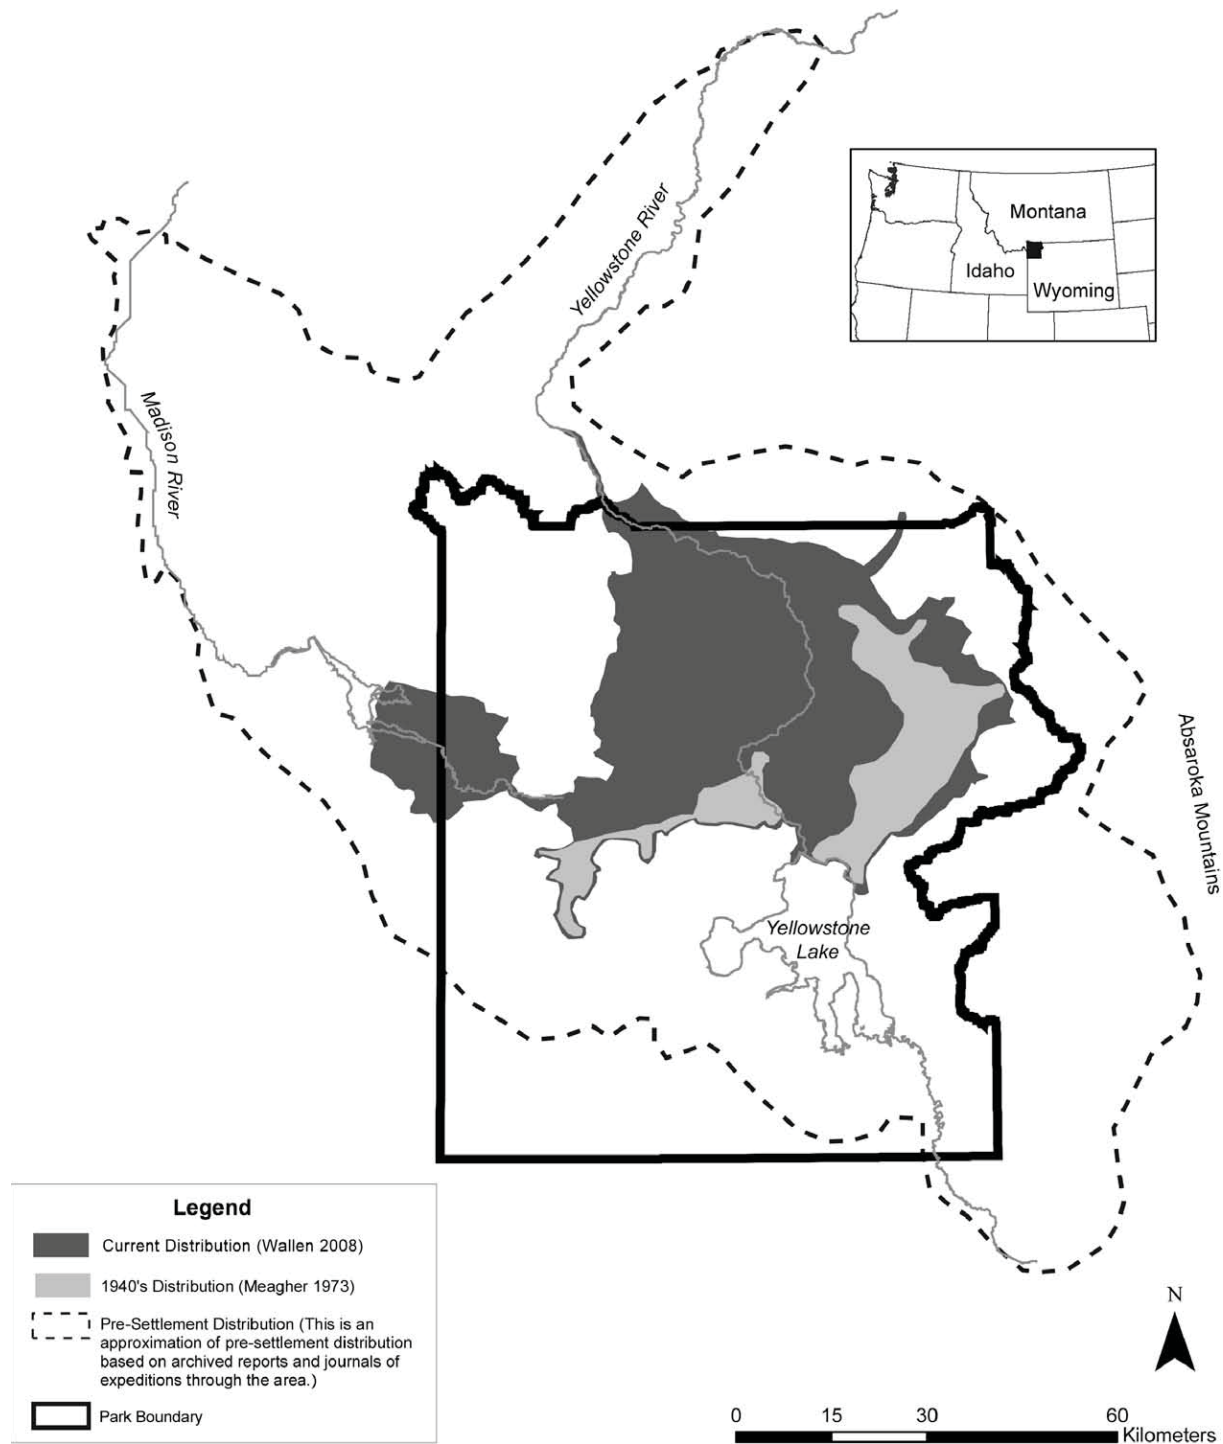 Montana
Idaho
Wyoming
Yellowstone River
Madison River
Absaroka Mountains
Yellowstone
Lake
Legend
Current Distribution (Wallen 2008)
1940's Distribution (Meagher 1973)
Pre-Settlement Distribution (This is an
approximation of pre-settlement distribution
based on archived reports and journals of
expeditions through the area.)
Park Boundary
N
0 15 30 60
Kilometers